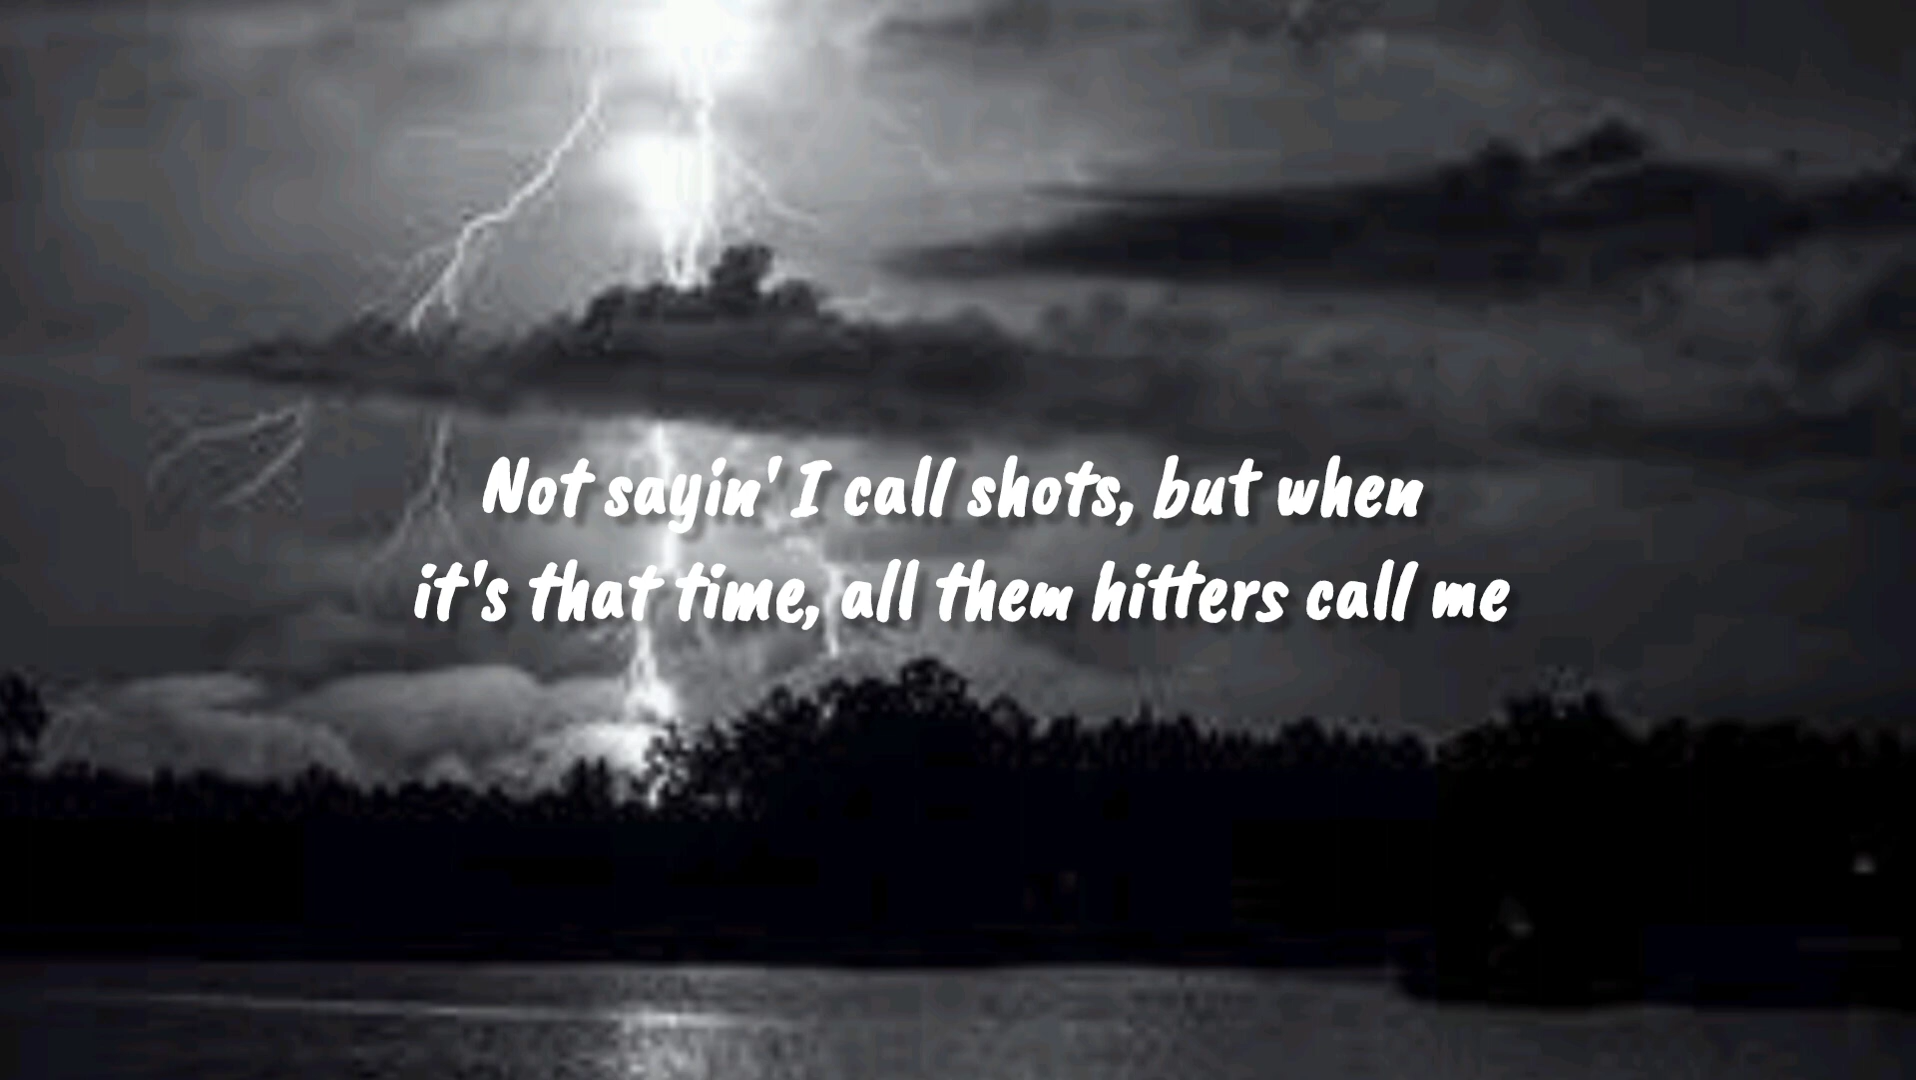 Not sayin' I call shots, but when
it's that time, all them hitters call me